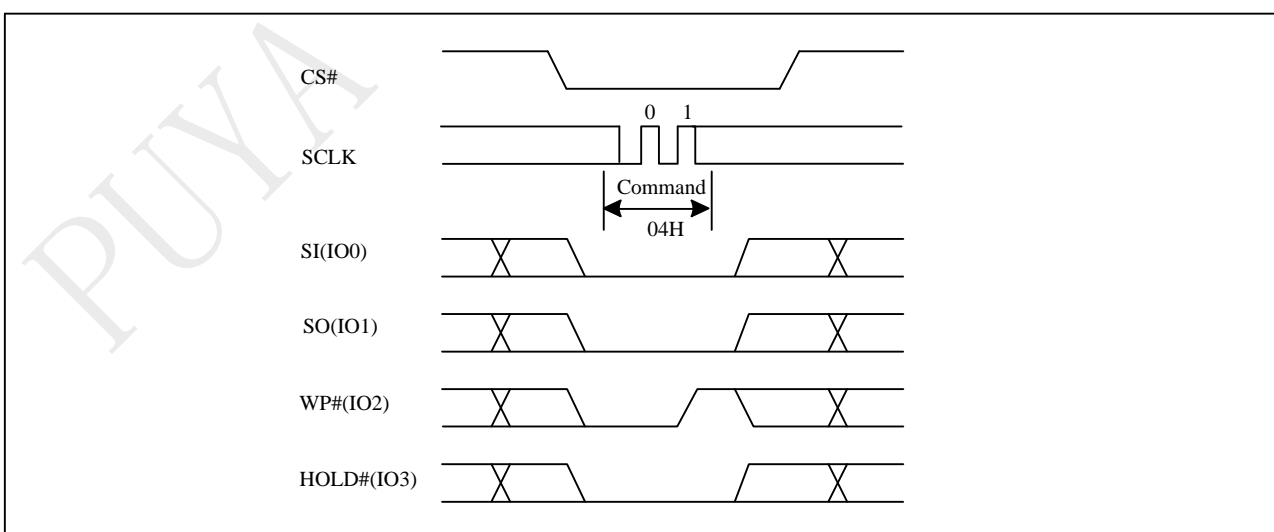 PUYA
CS#
0 1
SCLK
Command
04H
SI(IO0)
SO(IO1)
WP#(IO2)
HOLD#(IO3)